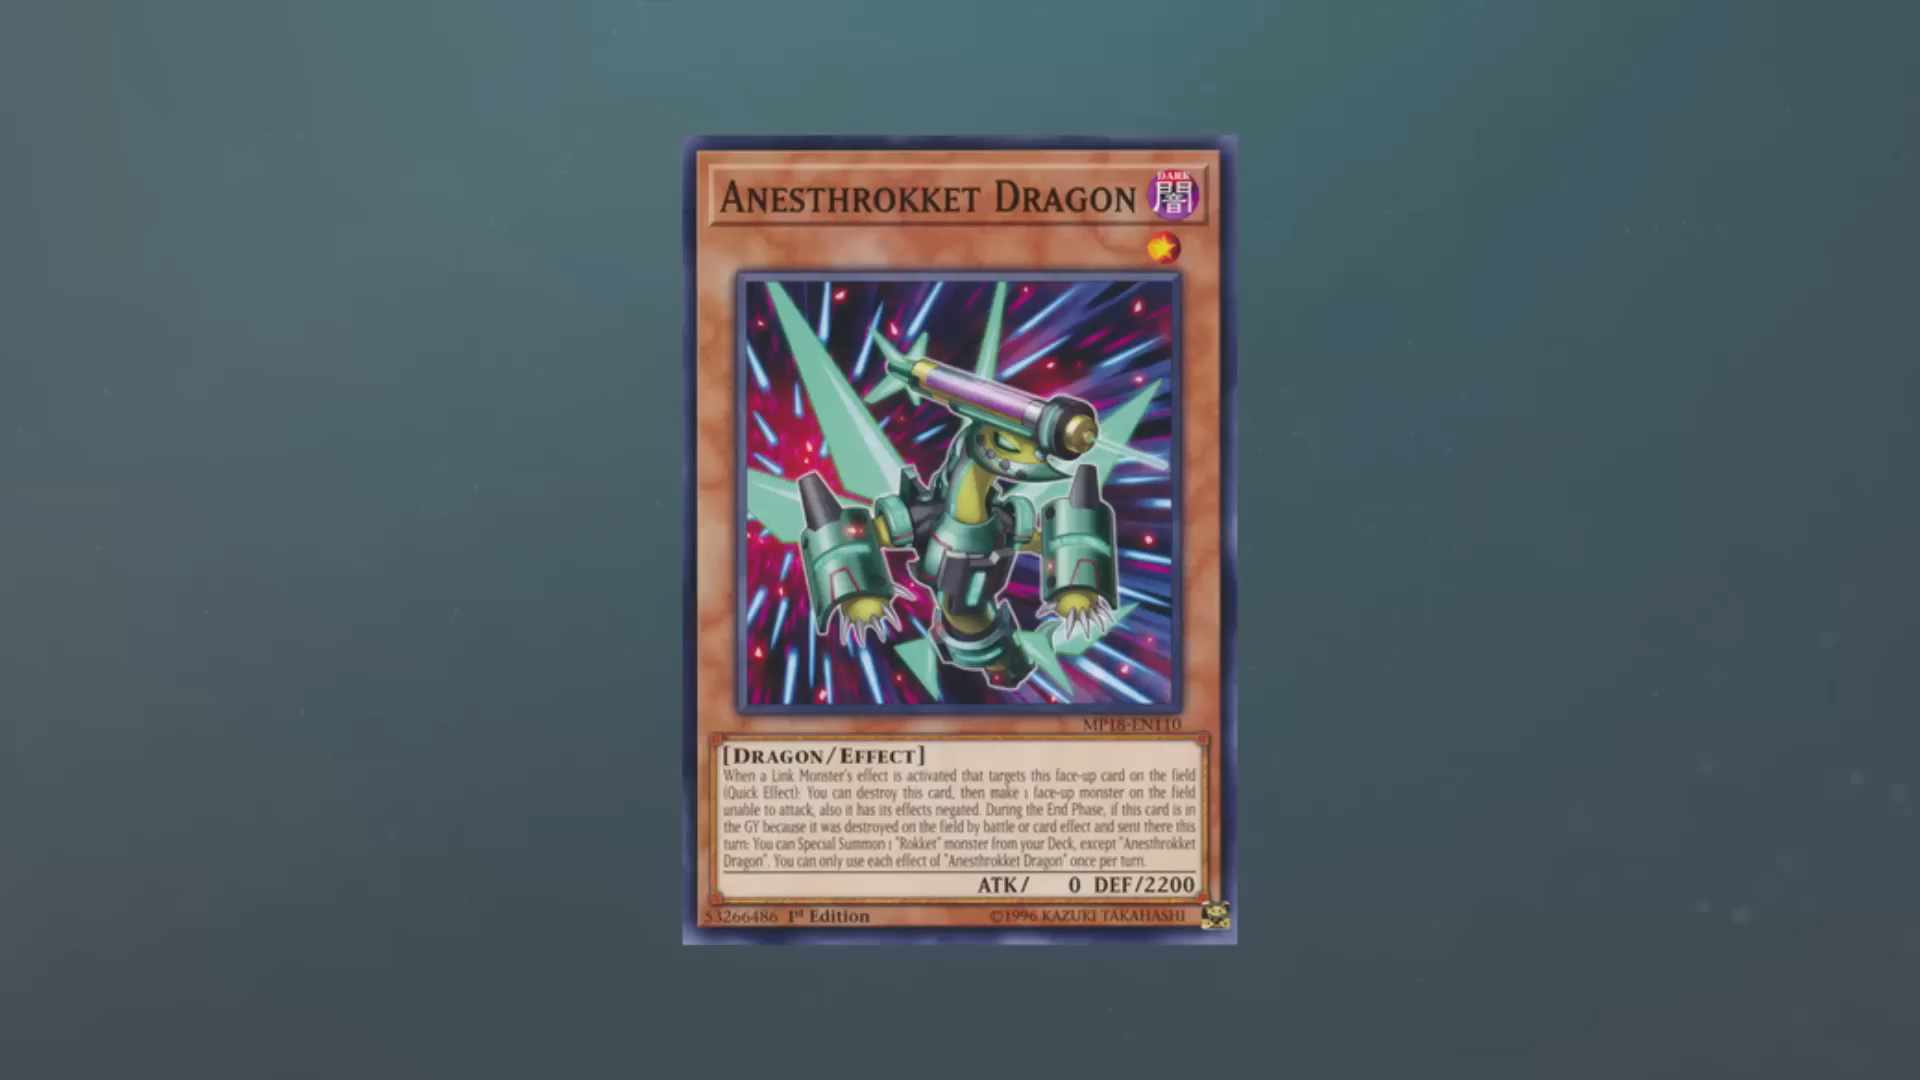 ANESTHROKKET DRAGON
DARK
闇
MP18-EN110
[DRAGON/EFFECT]
When a Link Monster's effect is activated that targets this face-up card on the field
(Quick Effect): You can destroy this card, then make 1 face-up monster on the field
unable to attack, also it has its effects negated. During the End Phase, if this card is in
the GY because it was destroyed on the field by battle or card effect and sent there this
turn: You can Special Summon 1 "Rokket" monster from your Deck, except "Anesthrokket
Dragon". You can only use each effect of "Anesthrokket Dragon" once per turn.
ATK/ 0 DEF/2200
53266486 1st Edition ©1996 KAZUKI TAKAHASHI